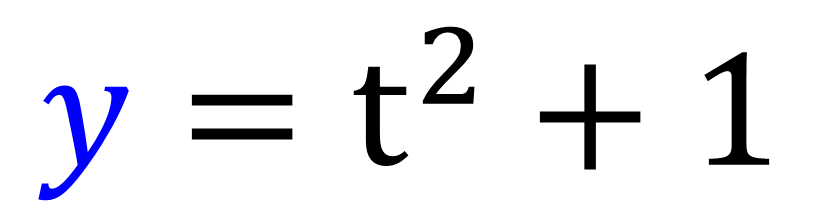 y = t² + 1